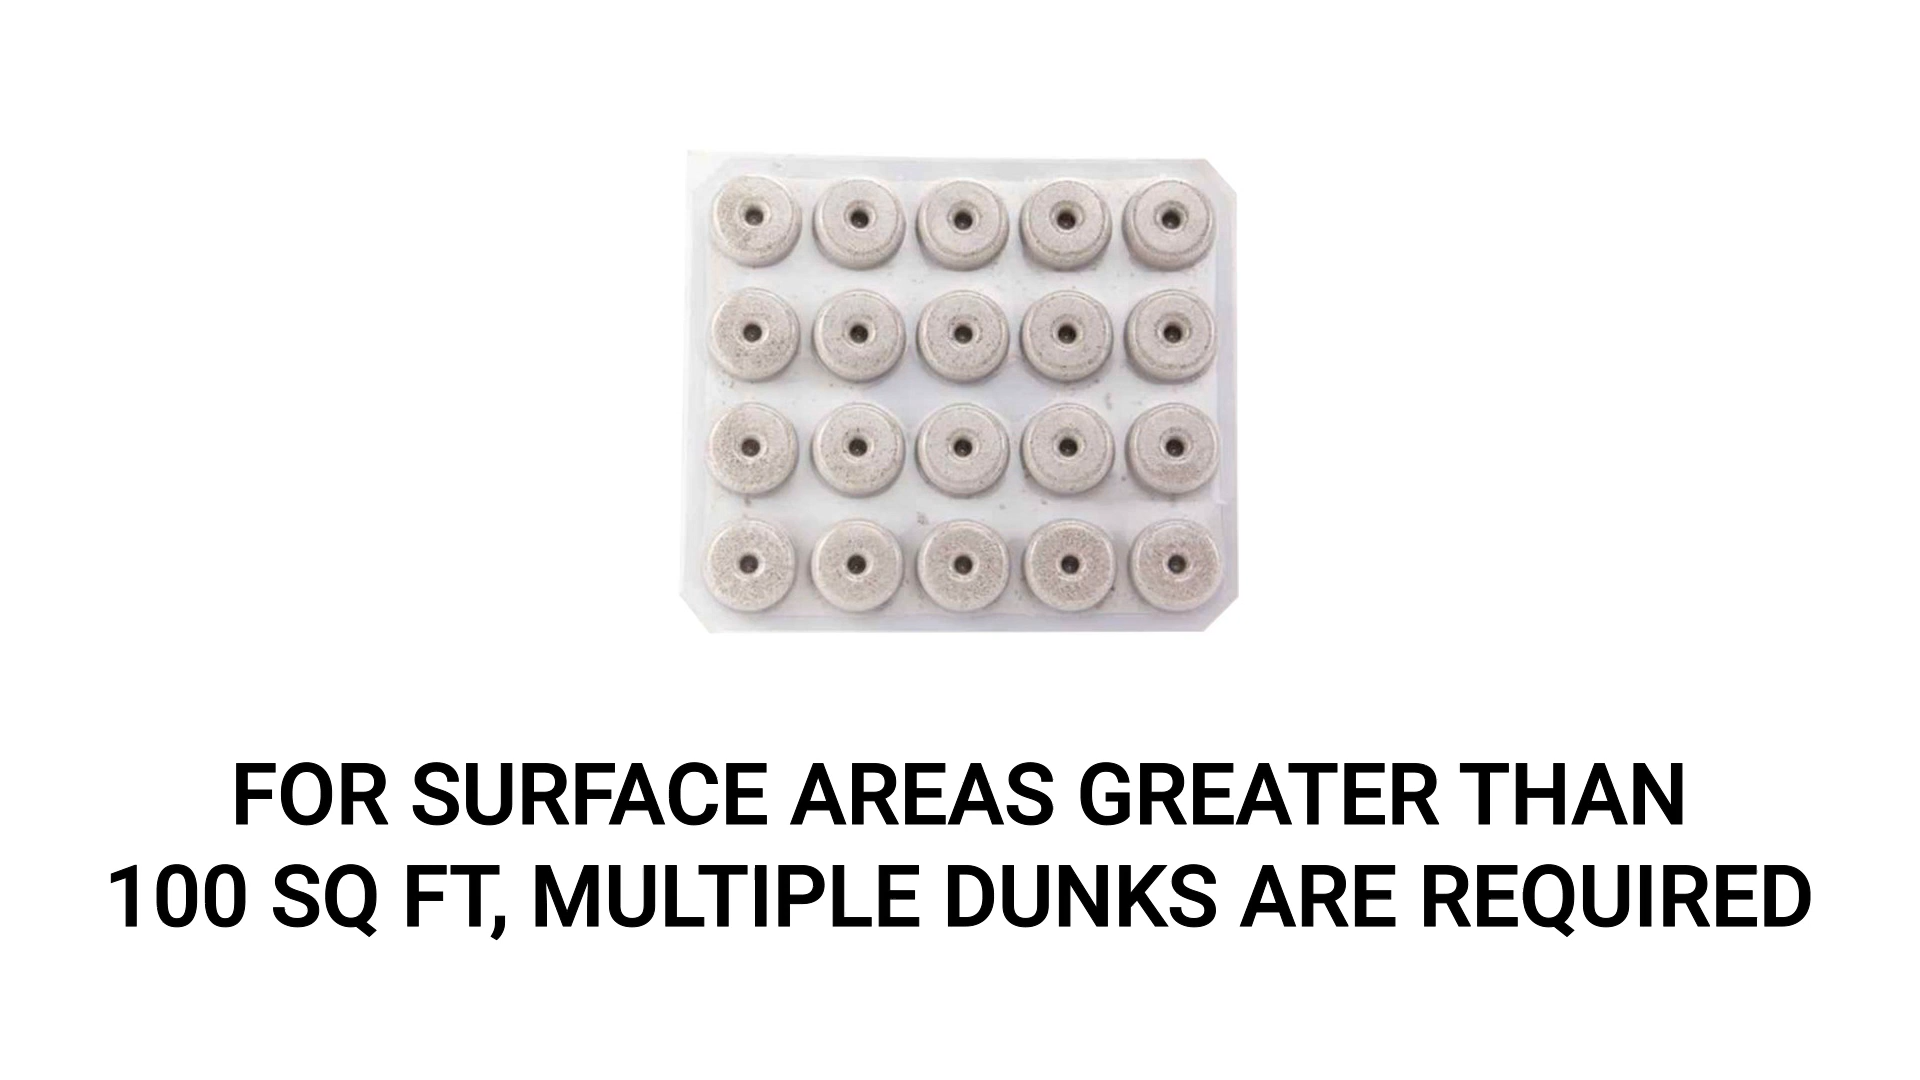 FOR SURFACE AREAS GREATER THAN
100 SQ FT, MULTIPLE DUNKS ARE REQUIRED